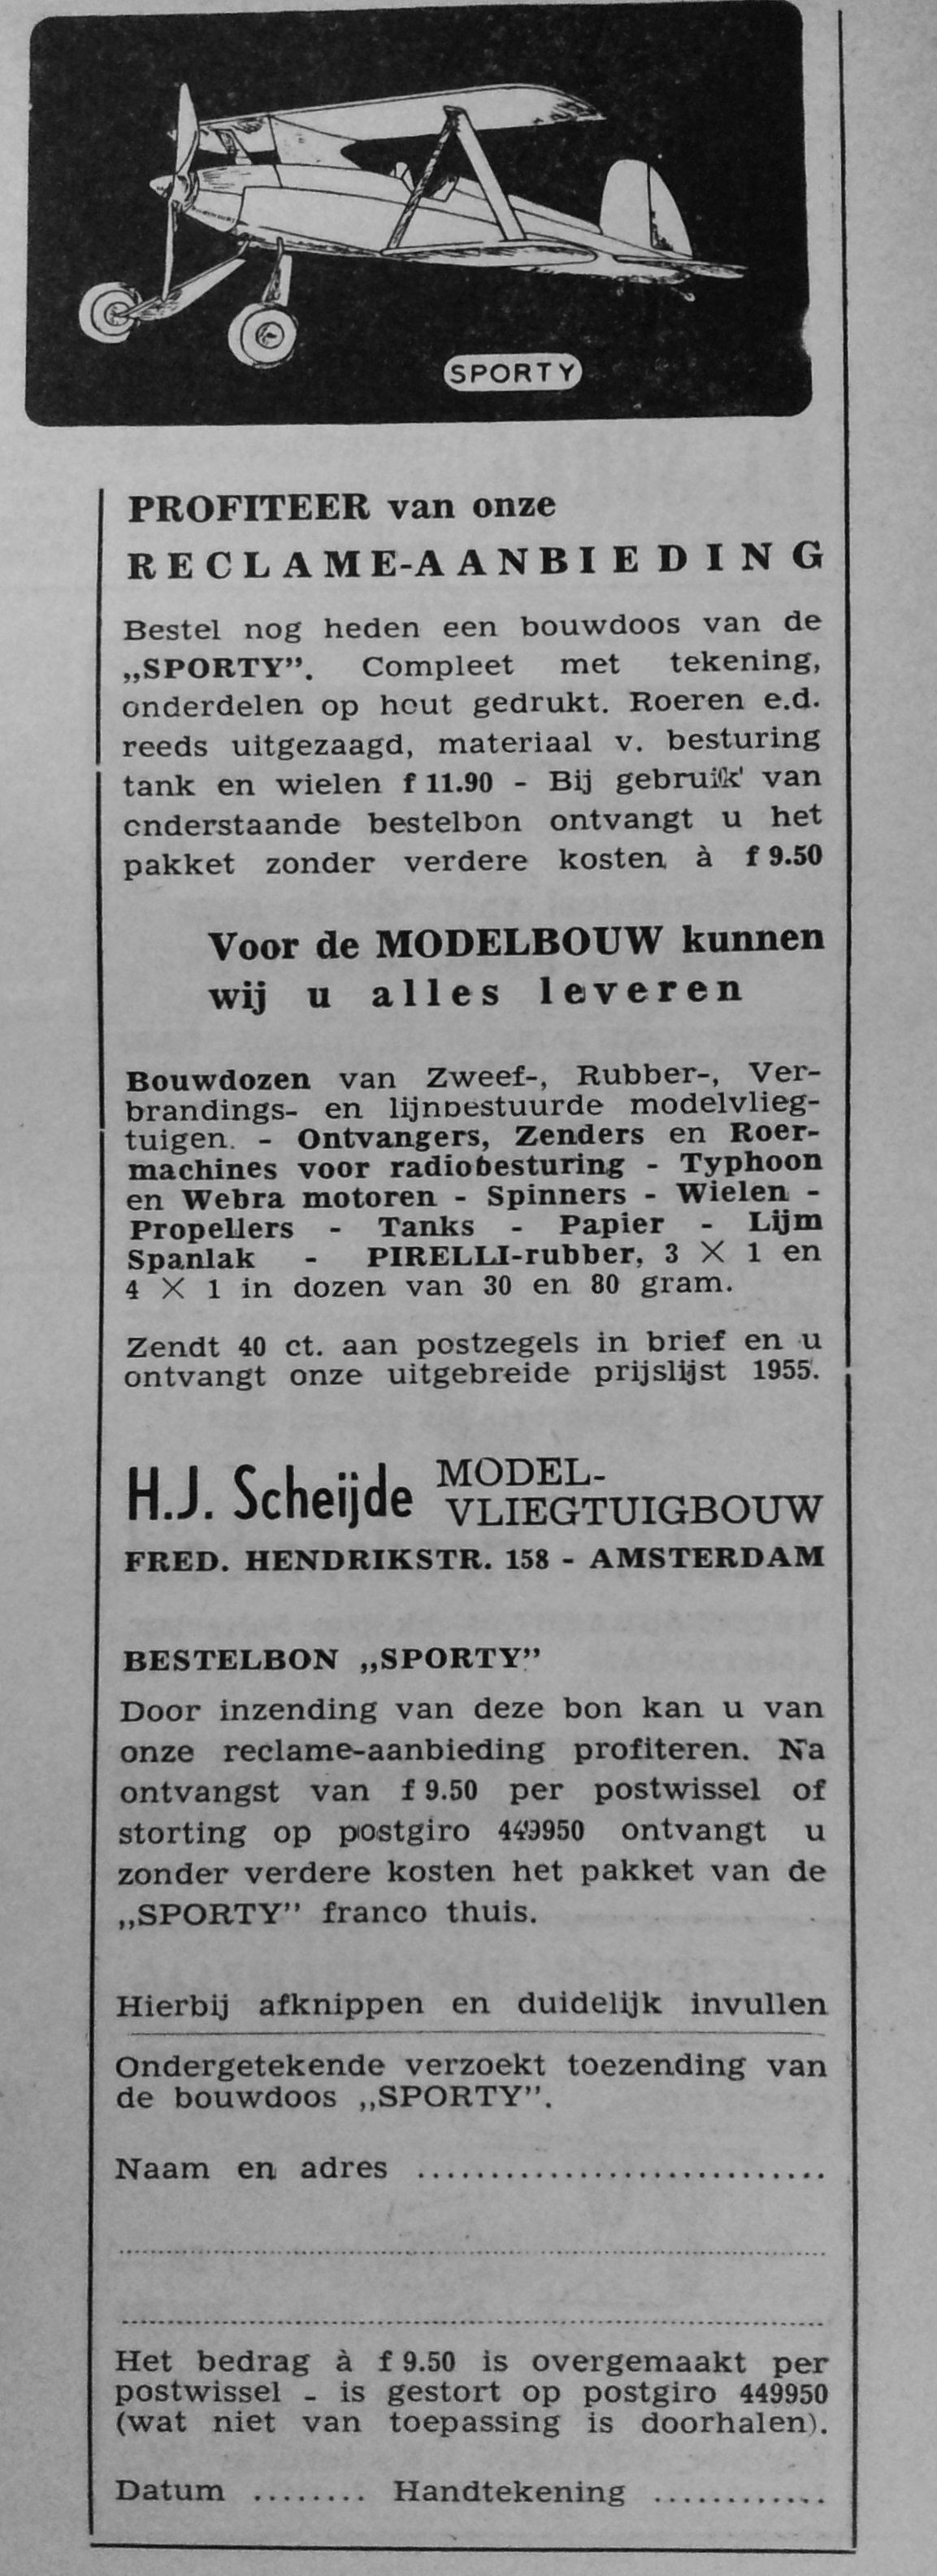 SPORTY
PROFITEER van onze
RECLAME-AANBIEDING
Bestel nog heden een bouwdoos van de
„SPORTY”. Compleet met tekening,
onderdelen op hout gedrukt. Roeren e.d.
reeds uitgezaagd, materiaal v. besturing
tank en wielen f 11.90 - Bij gebruik van
onderstaande bestelbon ontvangt u het
pakket zonder verdere kosten à f 9.50
Voor de MODELBOUW kunnen
wij u alles leveren
Bouwdozen van Zweef-, Rubber-, Ver-
brandings- en lijnbestuurde modelvlieg-
tuigen. - Ontvangers, Zenders en Roer-
machines voor radiobesturing - Typhoon
en Webra motoren - Spinners - Wielen -
Propellers - Tanks - Papier - Lijm
Spanlak - PIRELLI-rubber, 3 × 1 en
4 × 1 in dozen van 30 en 80 gram.
Zendt 40 ct. aan postzegels in brief en u
ontvangt onze uitgebreide prijslijst 1955.
H.J. Scheijde MODEL-
VLIEGTUIGBOUW
FRED. HENDRIKSTR. 158 - AMSTERDAM
BESTELBON „SPORTY”
Door inzending van deze bon kan u van
onze reclame-aanbieding profiteren. Na
ontvangst van f 9.50 per postwissel of
storting op postgiro 449950 ontvangt u
zonder verdere kosten het pakket van de
„SPORTY” franco thuis.
Hierbij afknippen en duidelijk invullen
Ondergetekende verzoekt toezending van
de bouwdoos „SPORTY”.
Naam en adres ............................
..........................................................
..........................................................
Het bedrag à f 9.50 is overgemaakt per
postwissel - is gestort op postgiro 449950
(wat niet van toepassing is doorhalen).
Datum ........ Handtekening ............